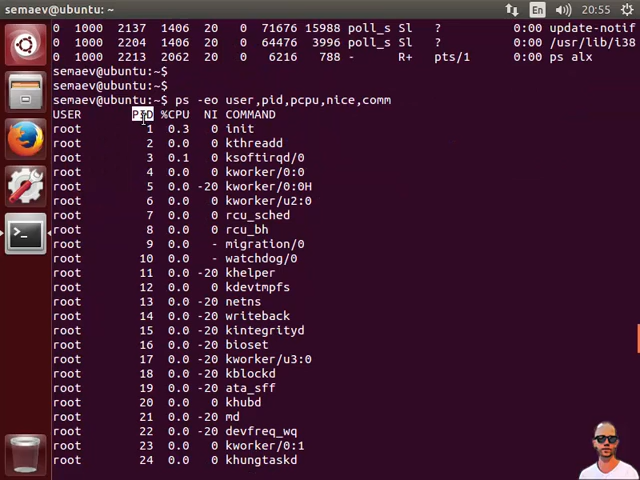 semaev@ubuntu: ~
En
20:55
0 1000 2137 1406 20 0 71676 15988 poll_s Sl ? 0:00 update-notif
0 1000 2204 1406 20 0 64476 3996 poll_s Sl ? 0:00 /usr/lib/i38
0 1000 2213 2062 20 0 6216 788 - R+ pts/1 0:00 ps alx
semaev@ubuntu:~$
semaev@ubuntu:~$
semaev@ubuntu:~$ ps -eo user,pid,pcpu,nice,comm
USER PID %CPU NI COMMAND
root 1 0.3 0 init
root 2 0.0 0 kthreadd
root 3 0.1 0 ksoftirqd/0
root 4 0.0 0 kworker/0:0
root 5 0.0 -20 kworker/0:0H
root 6 0.0 0 kworker/u2:0
root 7 0.0 0 rcu_sched
root 8 0.0 0 rcu_bh
root 9 0.0 - migration/0
root 10 0.0 - watchdog/0
root 11 0.0 -20 khelper
root 12 0.0 0 kdevtmpfs
root 13 0.0 -20 netns
root 14 0.0 -20 writeback
root 15 0.0 -20 kintegrityd
root 16 0.0 -20 bioset
root 17 0.0 -20 kworker/u3:0
root 18 0.0 -20 kblockd
root 19 0.0 -20 ata_sff
root 20 0.0 0 khubd
root 21 0.0 -20 md
root 22 0.0 -20 devfreq_wq
root 23 0.0 0 kworker/0:1
root 24 0.0 0 khungtaskd